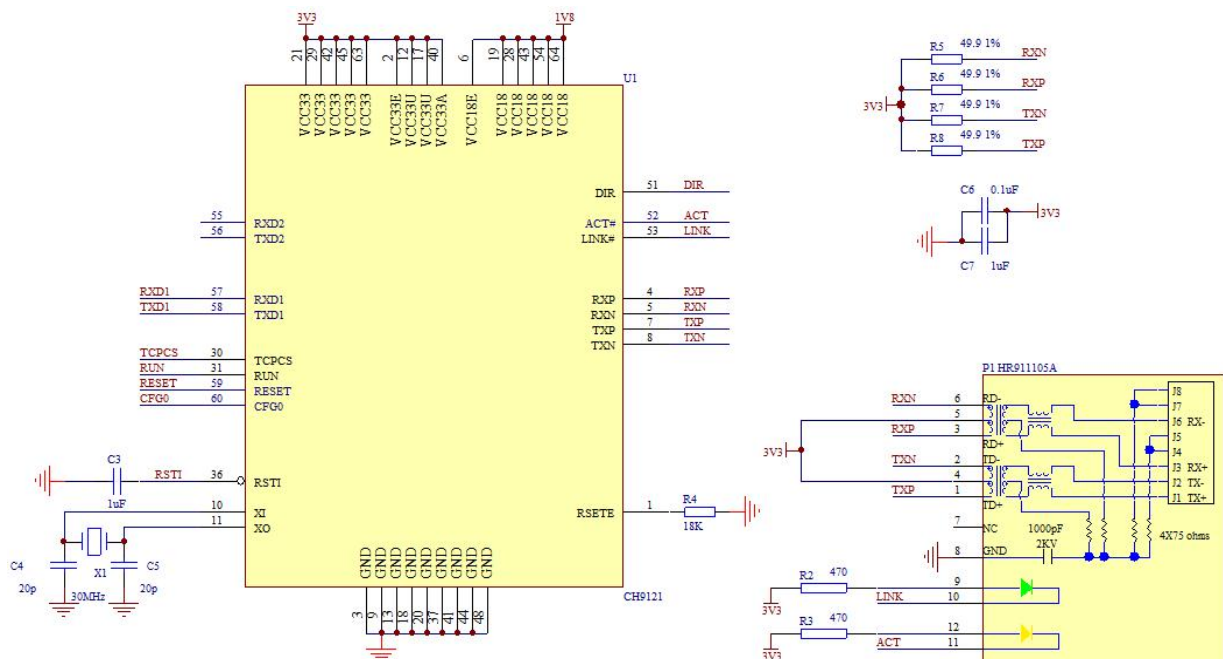 3V3
1V8
21 29 42 45 63 2 12 17 40 6 19 28 43 54 64
U1
VCC33 VCC33 VCC33 VCC33 VCC33 VCC33E VCC33U VCC33U VCC33A VCC18E VCC18 VCC18 VCC18 VCC18 VCC18
DIR 51 DIR
55 RXD2
ACT# 52 ACT
56 TXD2
LINK# 53 LINK
RXD1 57 RXD1
RXP 4 RXP
TXD1 58 TXD1
RXN 5 RXN
TXP 7 TXP
TXN 8 TXN
TCPCS 30 TCPCS
RUN 31 RUN
RESET 59 RESET
CFG0 60 CFG0
C3
1uF
RSTI 36 RSTI
10 XI
11 XO
RSETE 1
R4
18K
C4
20p
X1
30MHz
C5
20p
GND GND GND GND GND GND GND GND GND
3 9 13 18 20 37 41 44 48
CH9121
R5 49.9 1% RXN
R6 49.9 1% RXP
3V3
R7 49.9 1% TXN
R8 49.9 1% TXP
C6 0.1uF
3V3
C7 1uF
P1 HR911105A
RXN 6 RD-
5
RXP 3 RD+
3V3
TXN 2 TD-
4
TXP 1 TD+
7 NC
8 GND
1000pF
2KV
4X75 ohms
J8
J7
J6 RX-
J5
J4
J3 RX+
J2 TX-
J1 TX+
R2 470 9
3V3 LINK 10
R3 470 12
3V3 ACT 11